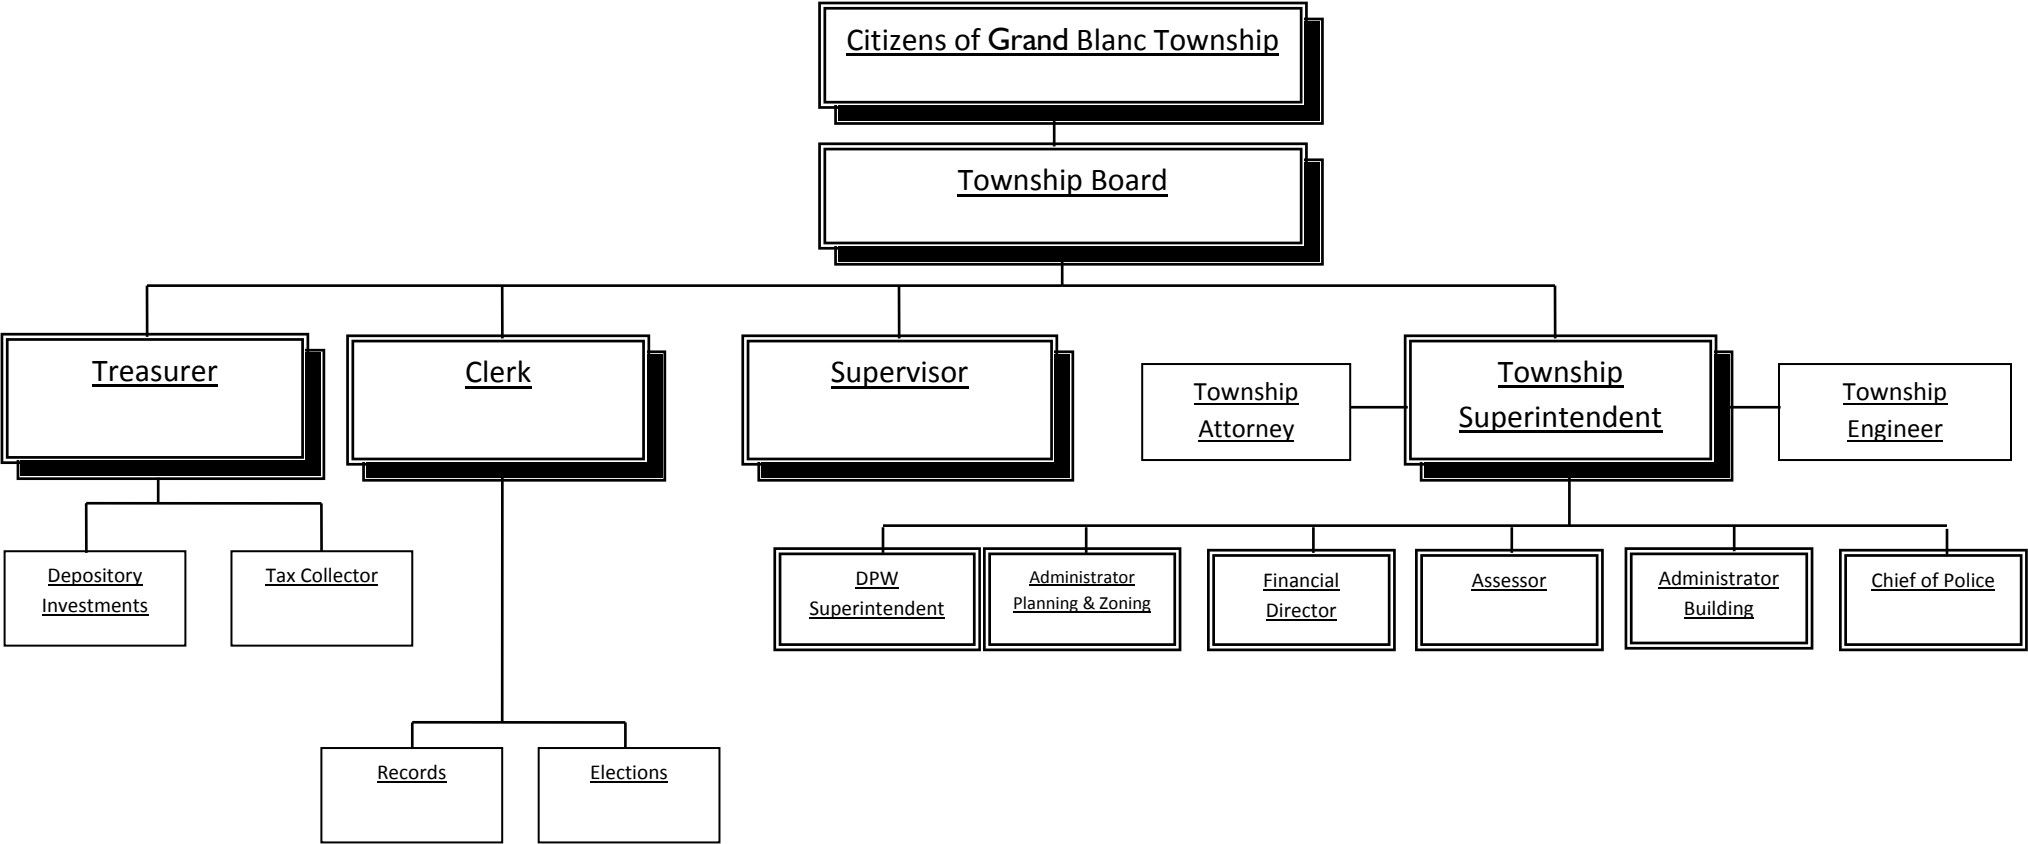 Citizens of Grand Blanc Township
Township Board
Treasurer
Clerk
Supervisor
Township
Attorney
Township
Superintendent
Township
Engineer
Depository
Investments
Tax Collector
DPW
Superintendent
Administrator
Planning & Zoning
Financial
Director
Assessor
Administrator
Building
Chief of Police
Records
Elections